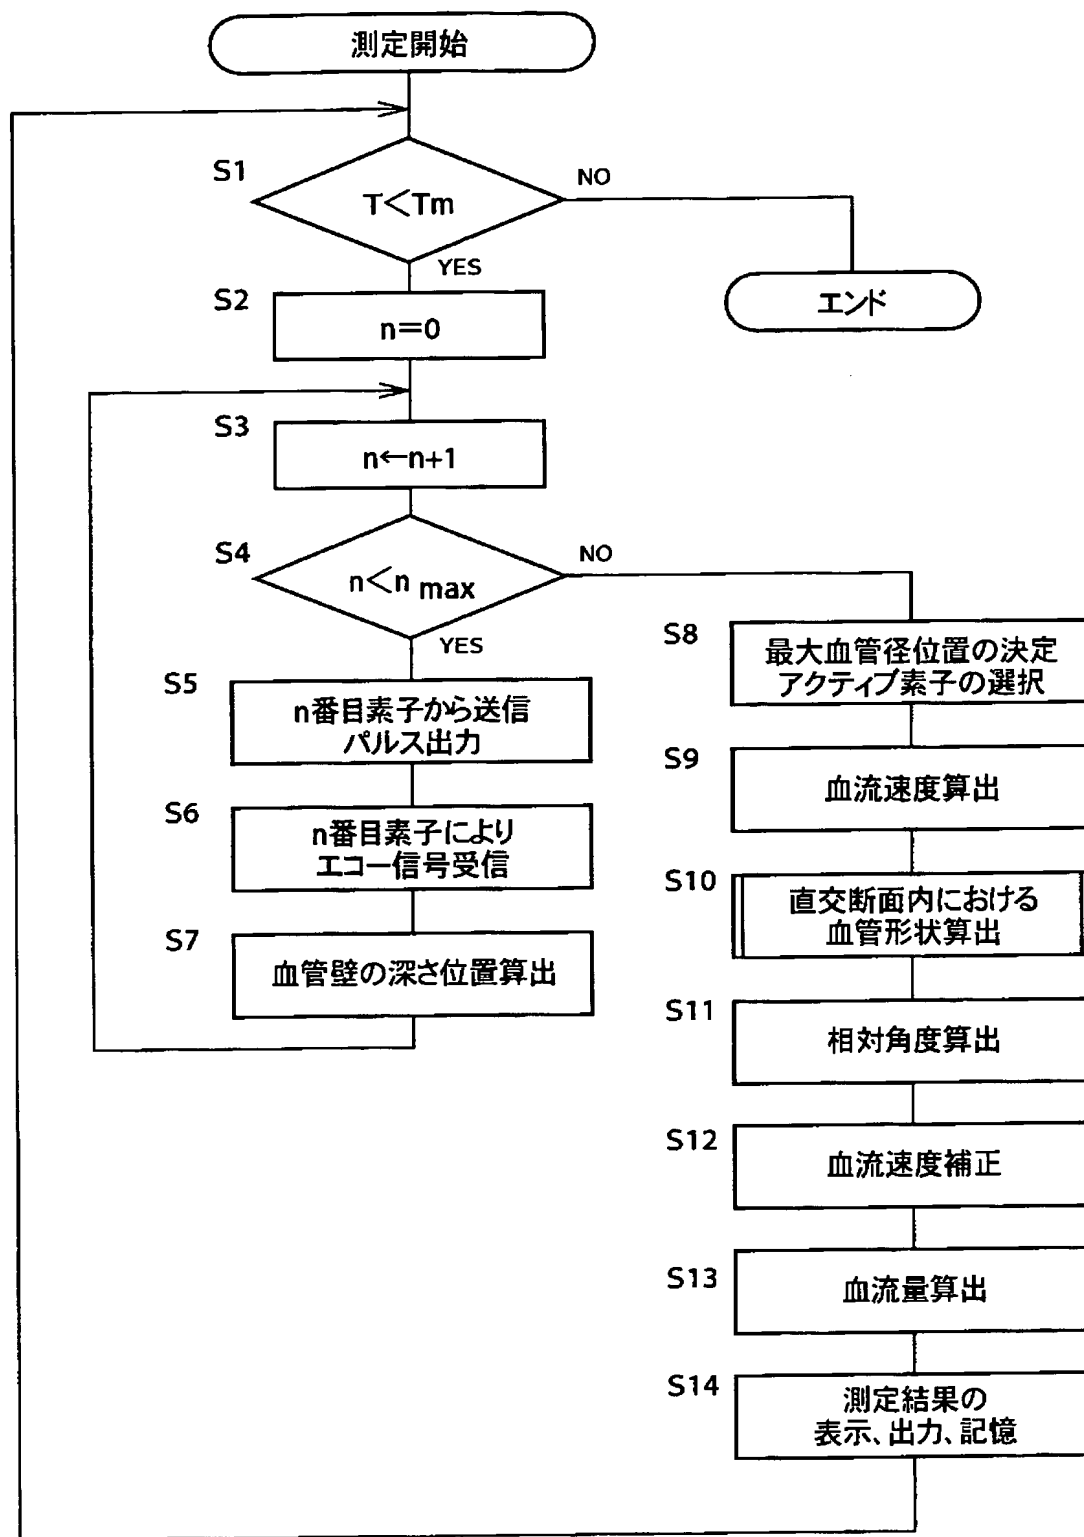 測定開始
S1
T<Tm
NO
YES
エンド
S2
n=0
S3
n←n+1
S4
n<n max
NO
YES
S5
n番目素子から送信
パルス出力
S6
n番目素子により
エコー信号受信
S7
血管壁の深さ位置算出
S8
最大血管径位置の決定
アクティブ素子の選択
S9
血流速度算出
S10
直交断面内における
血管形状算出
S11
相対角度算出
S12
血流速度補正
S13
血流量算出
S14
測定結果の
表示、出力、記憶